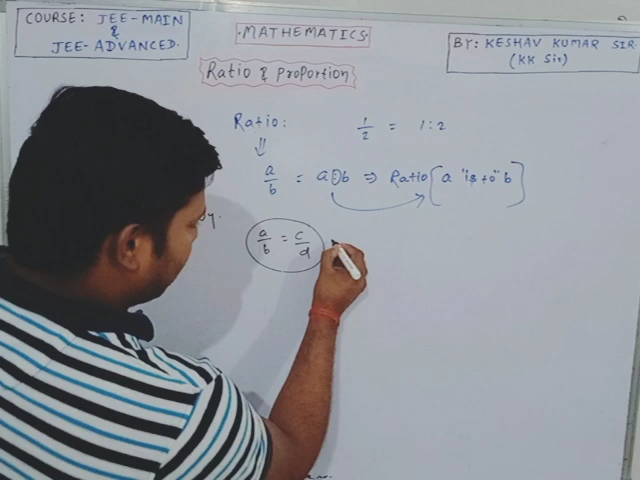 COURSE: JEE-MAIN
&
JEE-ADVANCED.
MATHEMATICS
BY: KESHAV KUMAR SIR.
(KK Sir)
Ratio & Proportion
Ratio: 1/2 = 1:2
⇓
a/b = a:b ⇒ Ratio [a "is to" b]
a/b = c/d